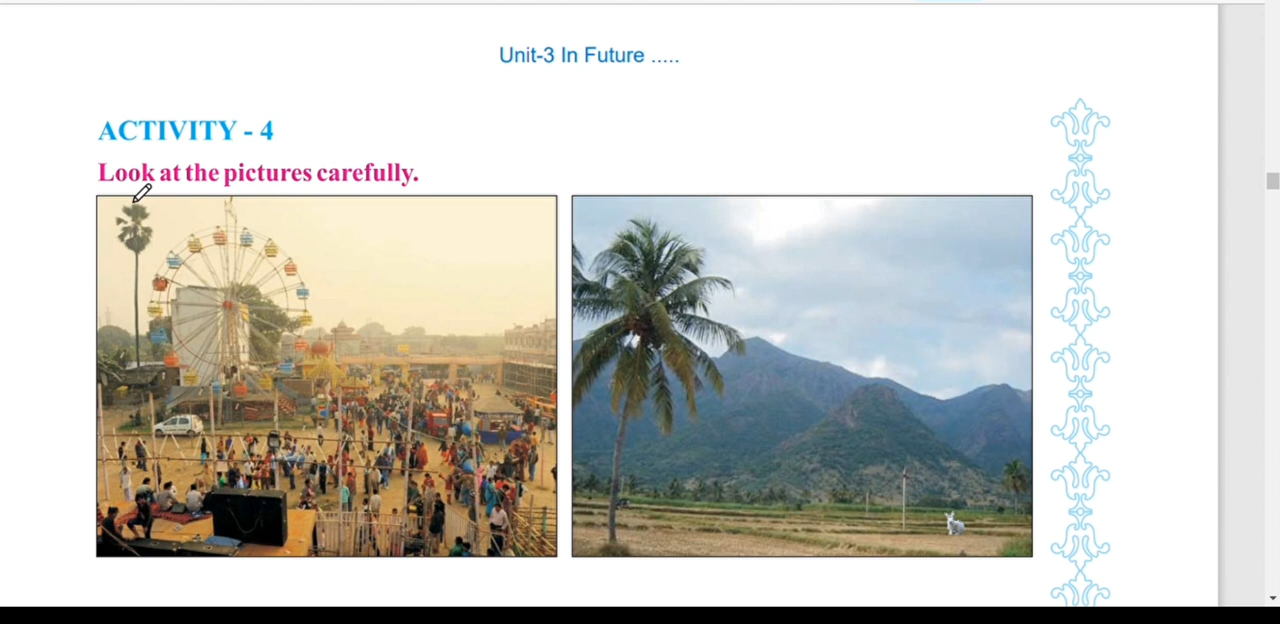 Unit-3 In Future .....
ACTIVITY - 4
Look at the pictures carefully.